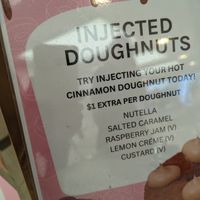 INJECTED
DOUGHNUTS
TRY INJECTING YOUR HOT
CINNAMON DOUGHNUT TODAY!
$1 EXTRA PER DOUGHNUT
NUTELLA
SALTED CARAMEL
RASPBERRY JAM (V)
LEMON CRÉME (V)
CUSTARD (V)